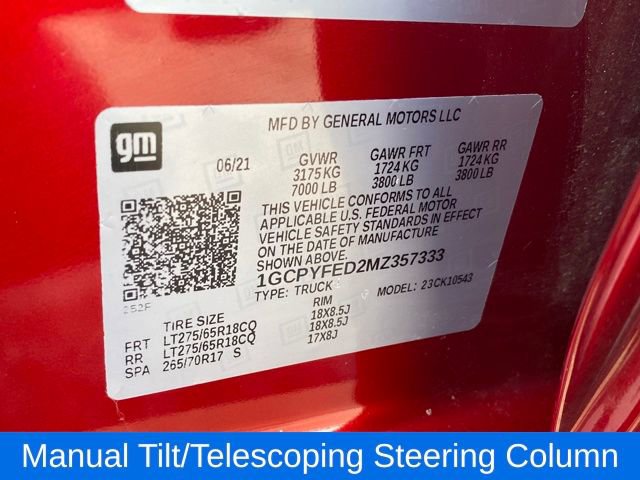 gm
MFD BY GENERAL MOTORS LLC
06/21 GVWR GAWR FRT GAWR RR
3175 KG 1724 KG 1724 KG
7000 LB 3800 LB 3800 LB
THIS VEHICLE CONFORMS TO ALL
APPLICABLE U.S. FEDERAL MOTOR
VEHICLE SAFETY STANDARDS IN EFFECT
ON THE DATE OF MANUFACTURE
1GCPYFED2MZ357333
TYPE: TRUCK MODEL: 23CK10543
252F
TIRE SIZE RIM
FRT LT275/65R18CQ 18X8.5J
RR LT275/65R18CQ 18X8.5J
SPA 265/70R17 S 17X8J
Manual Tilt/Telescoping Steering Column